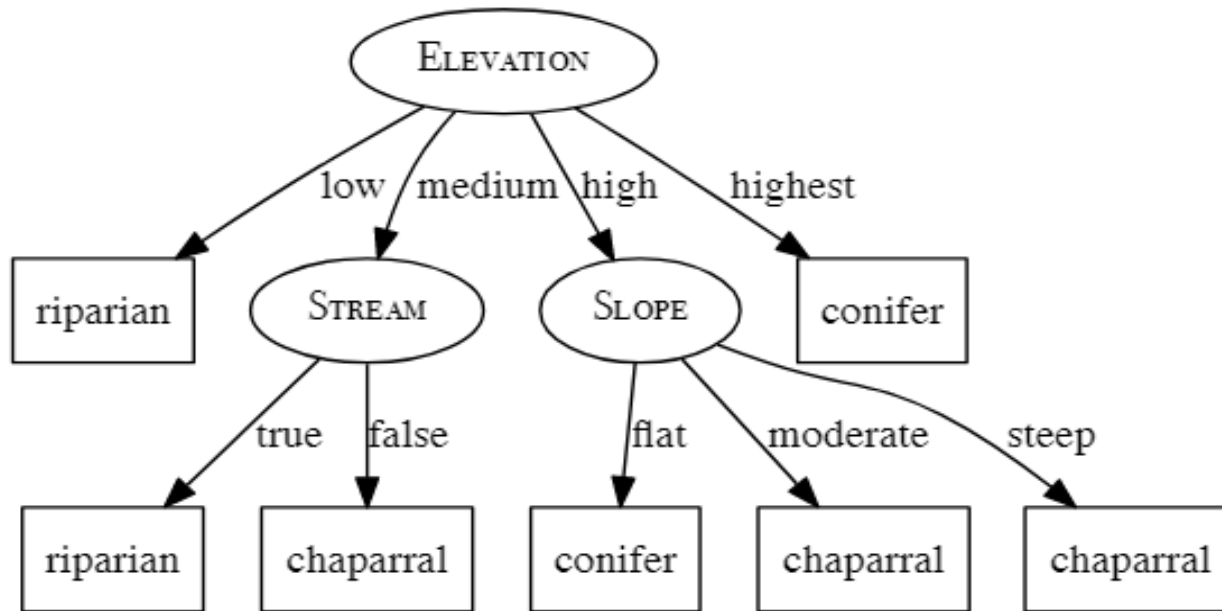 ELEVATION
low medium high highest
riparian STREAM SLOPE conifer
true false flat moderate steep
riparian chaparral conifer chaparral chaparral